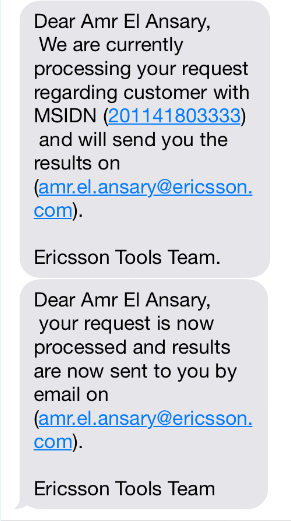 Dear Amr El Ansary,
We are currently
processing your request
regarding customer with
MSIDN (201141803333)
and will send you the
results on
(amr.el.ansary@ericsson.
com).
Ericsson Tools Team.
Dear Amr El Ansary,
your request is now
processed and results
are now sent to you by
email on
(amr.el.ansary@ericsson.
com).
Ericsson Tools Team